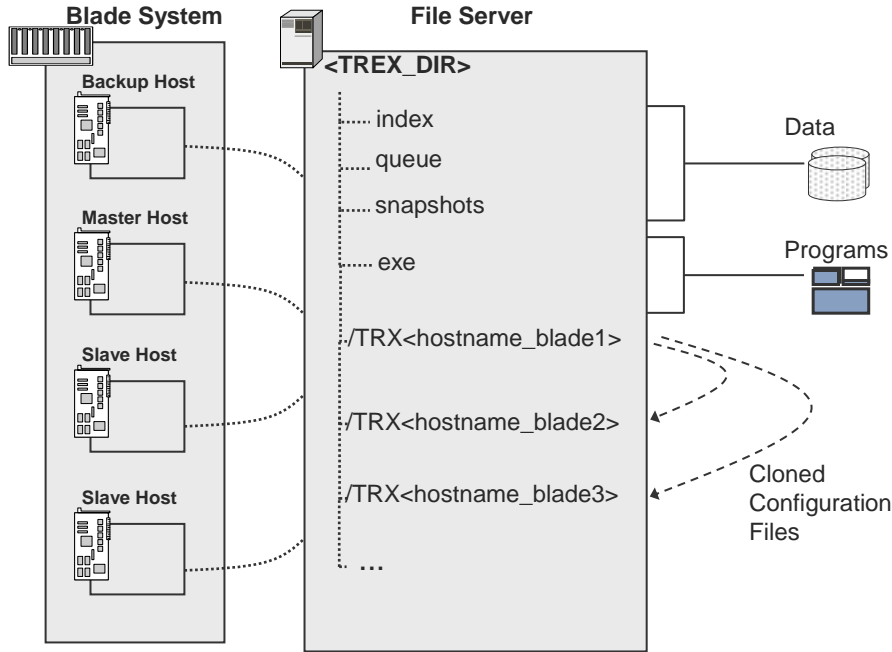 Blade System
File Server
Backup Host
Master Host
Slave Host
Slave Host
<TREX_DIR>
index
queue
snapshots
exe
/TRX<hostname_blade1>
/TRX<hostname_blade2>
/TRX<hostname_blade3>
...
Data
Programs
Cloned
Configuration
Files